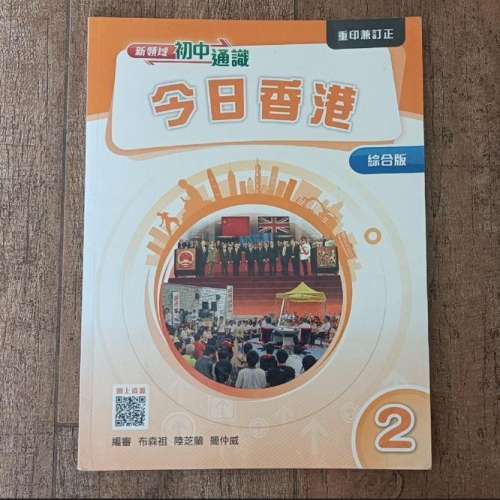 重印兼訂正
新領域 初中通識
今日香港
綜合版
網上資源
2
編審 布森祖 陸芝蘭 簡仲威